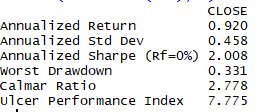 CLOSE
Annualized Return 0.920
Annualized Std Dev 0.458
Annualized Sharpe (Rf=0%) 2.008
Worst Drawdown 0.331
Calmar Ratio 2.778
Ulcer Performance Index 7.775